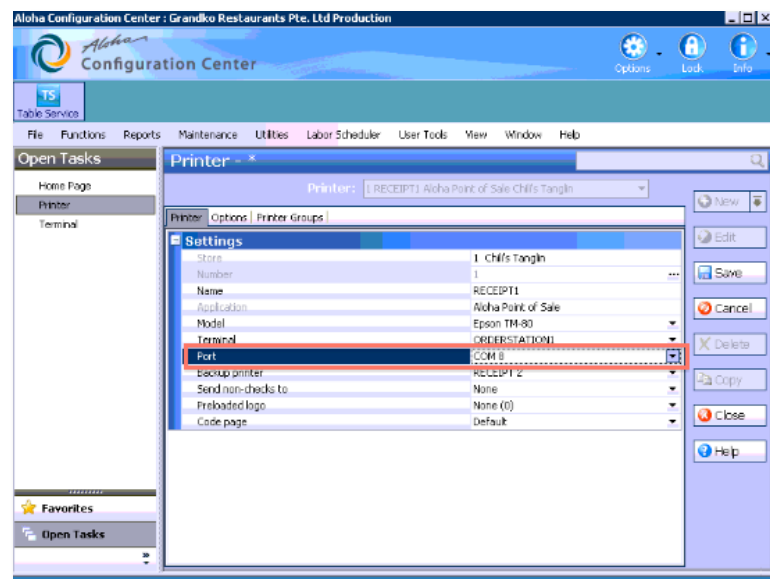 Aloha Configuration Center : Grandko Restaurants Pte. Ltd Production
Aloha
Configuration Center
Options
Lock
Info
TS
Table Service
File Functions Reports Maintenance Utilities Labor Scheduler User Tools View Window Help
Open Tasks
Home Page
Printer
Terminal
Printer - *
Printer: 1 RECEIPT1 Aloha Point of Sale Chili's Tanglin
Printer Options Printer Groups
Settings
Store 1 Chili's Tanglin
Number 1 ...
Name RECEIPT1
Application Aloha Point of Sale
Model Epson TM-80
Terminal ORDERSTATION1
Port COM 8
Backup printer RECEIPT 2
Send non-checks to None
Preloaded logo None (0)
Code page Default
New
Edit
Save
Cancel
Delete
Copy
Close
Help
Favorites
Open Tasks